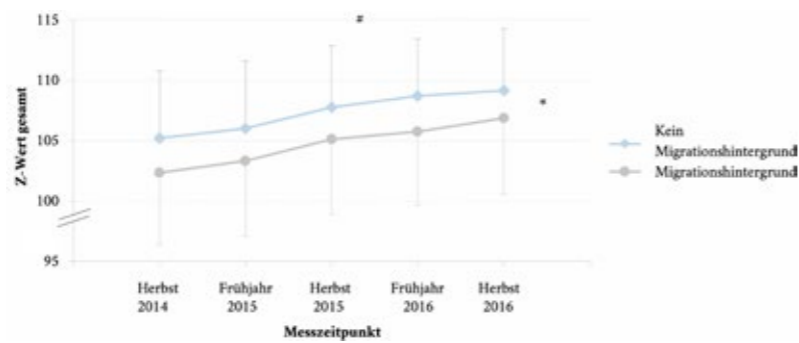 115
#
110
*
105
100
95
Z-Wert gesamt
Herbst
2014
Frühjahr
2015
Herbst
2015
Frühjahr
2016
Herbst
2016
Messzeitpunkt
Kein
Migrationshintergrund
Migrationshintergrund